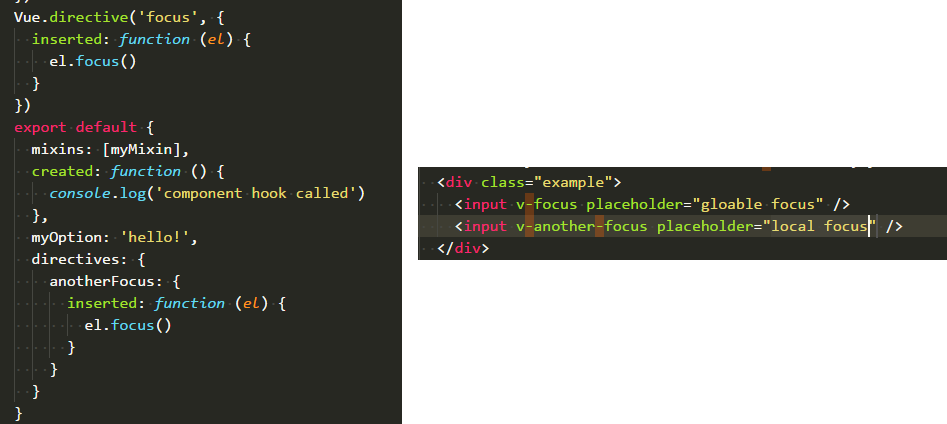 })
Vue.directive('focus', {
  inserted: function (el) {
    el.focus()
  }
})
export default {
  mixins: [myMixin],
  created: function () {
    console.log('component hook called')
  },
  myOption: 'hello!',
  directives: {
    anotherFocus: {
      inserted: function (el) {
        el.focus()
      }
    }
  }
}
<div class="example">
  <input v-focus placeholder="gloable focus" />
  <input v-another-focus placeholder="local focus" />
</div>